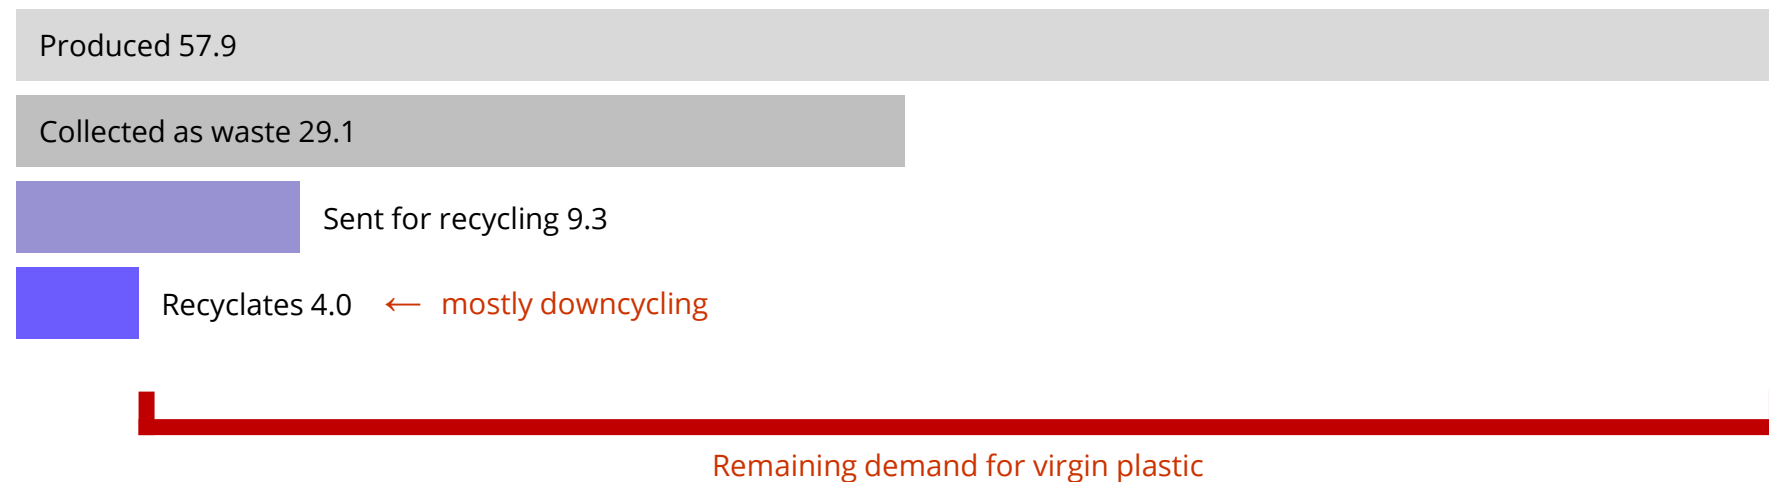 Produced 57.9
Collected as waste 29.1
Sent for recycling 9.3
Recyclates 4.0 ← mostly downcycling
Remaining demand for virgin plastic